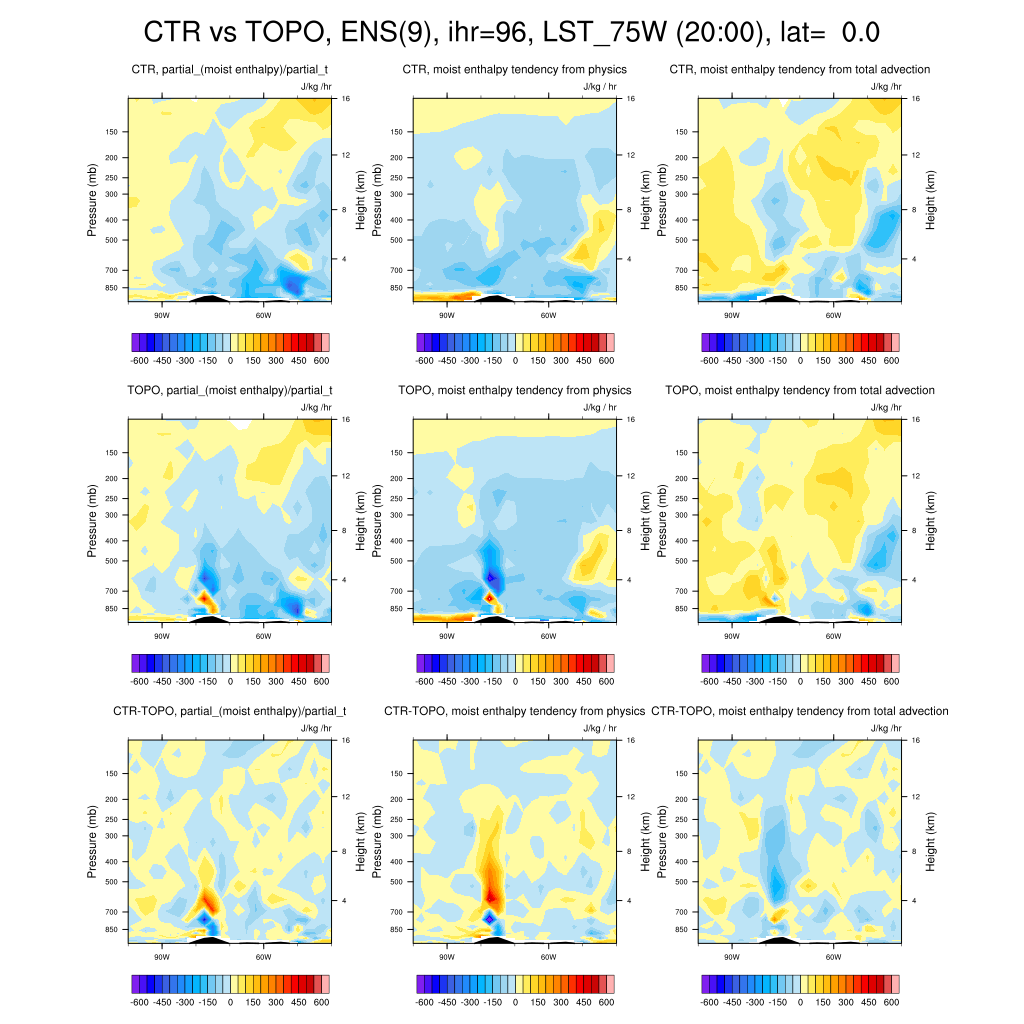 CTR vs TOPO, ENS(9), ihr=96, LST_75W (20:00), lat=  0.0
CTR, partial_(moist enthalpy)/partial_t
J/kg /hr
Pressure (mb)
150
200
250
300
400
500
700
850
16
12
8
4
Height (km)
90W
60W
-600 -450 -300 -150 0 150 300 450 600
CTR, moist enthalpy tendency from physics
J/kg / hr
Pressure (mb)
150
200
250
300
400
500
700
850
16
12
8
4
Height (km)
90W
60W
-600 -450 -300 -150 0 150 300 450 600
CTR, moist enthalpy tendency from total advection
J/kg /hr
Pressure (mb)
150
200
250
300
400
500
700
850
16
12
8
4
Height (km)
90W
60W
-600 -450 -300 -150 0 150 300 450 600
TOPO, partial_(moist enthalpy)/partial_t
J/kg /hr
Pressure (mb)
150
200
250
300
400
500
700
850
16
12
8
4
Height (km)
90W
60W
-600 -450 -300 -150 0 150 300 450 600
TOPO, moist enthalpy tendency from physics
J/kg / hr
Pressure (mb)
150
200
250
300
400
500
700
850
16
12
8
4
Height (km)
90W
60W
-600 -450 -300 -150 0 150 300 450 600
TOPO, moist enthalpy tendency from total advection
J/kg /hr
Pressure (mb)
150
200
250
300
400
500
700
850
16
12
8
4
Height (km)
90W
60W
-600 -450 -300 -150 0 150 300 450 600
CTR-TOPO, partial_(moist enthalpy)/partial_t
J/kg /hr
Pressure (mb)
150
200
250
300
400
500
700
850
16
12
8
4
Height (km)
90W
60W
-600 -450 -300 -150 0 150 300 450 600
CTR-TOPO, moist enthalpy tendency from physics
J/kg / hr
Pressure (mb)
150
200
250
300
400
500
700
850
16
12
8
4
Height (km)
90W
60W
-600 -450 -300 -150 0 150 300 450 600
CTR-TOPO, moist enthalpy tendency from total advection
J/kg /hr
Pressure (mb)
150
200
250
300
400
500
700
850
16
12
8
4
Height (km)
90W
60W
-600 -450 -300 -150 0 150 300 450 600